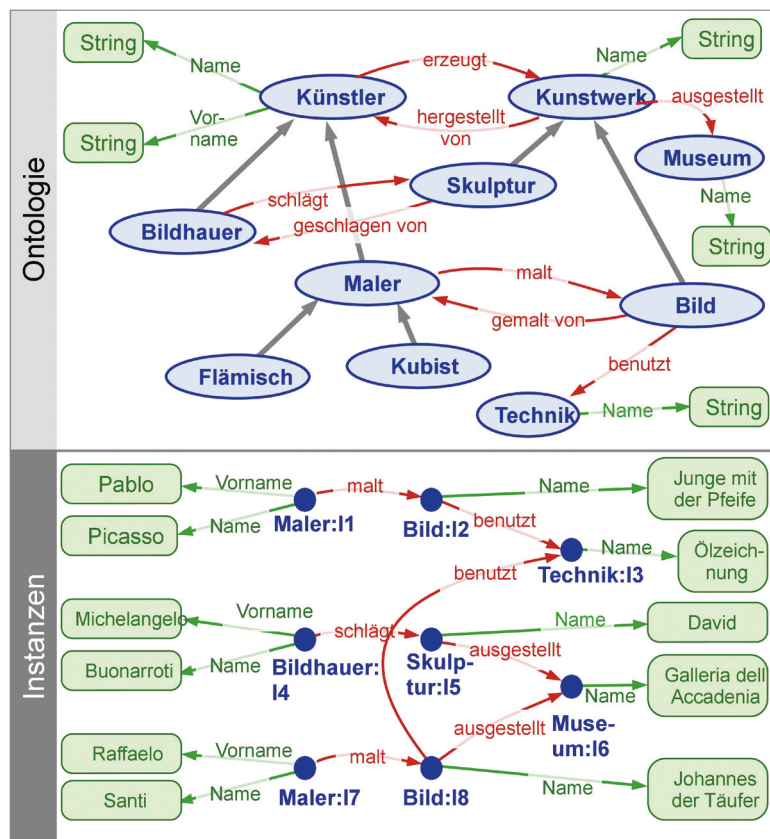 Ontologie
String
Name
erzeugt
Name
String
Künstler
Kunstwerk
ausgestellt
String
Vor-
name
hergestellt
von
Museum
Skulptur
schlägt
Name
Bildhauer
geschlagen von
String
Maler
malt
Bild
gemalt von
Flämisch
Kubist
benutzt
Technik
Name
String
Instanzen
Pablo
Vorname
malt
Name
Junge mit
der Pfeife
Picasso
Name
Maler:I1
Bild:I2
benutzt
benutzt
Technik:I3
Name
Ölzeich-
nung
Michelangelo
Vorname
schlägt
Name
David
Buonarroti
Name
Bildhauer:
I4
Skulp-
tur:I5
ausgestellt
Name
Galleria dell
Accadenia
ausgestellt
Muse-
um:I6
Raffaelo
Vorname
malt
Santi
Name
Maler:I7
Bild:I8
Name
Johannes
der Täufer